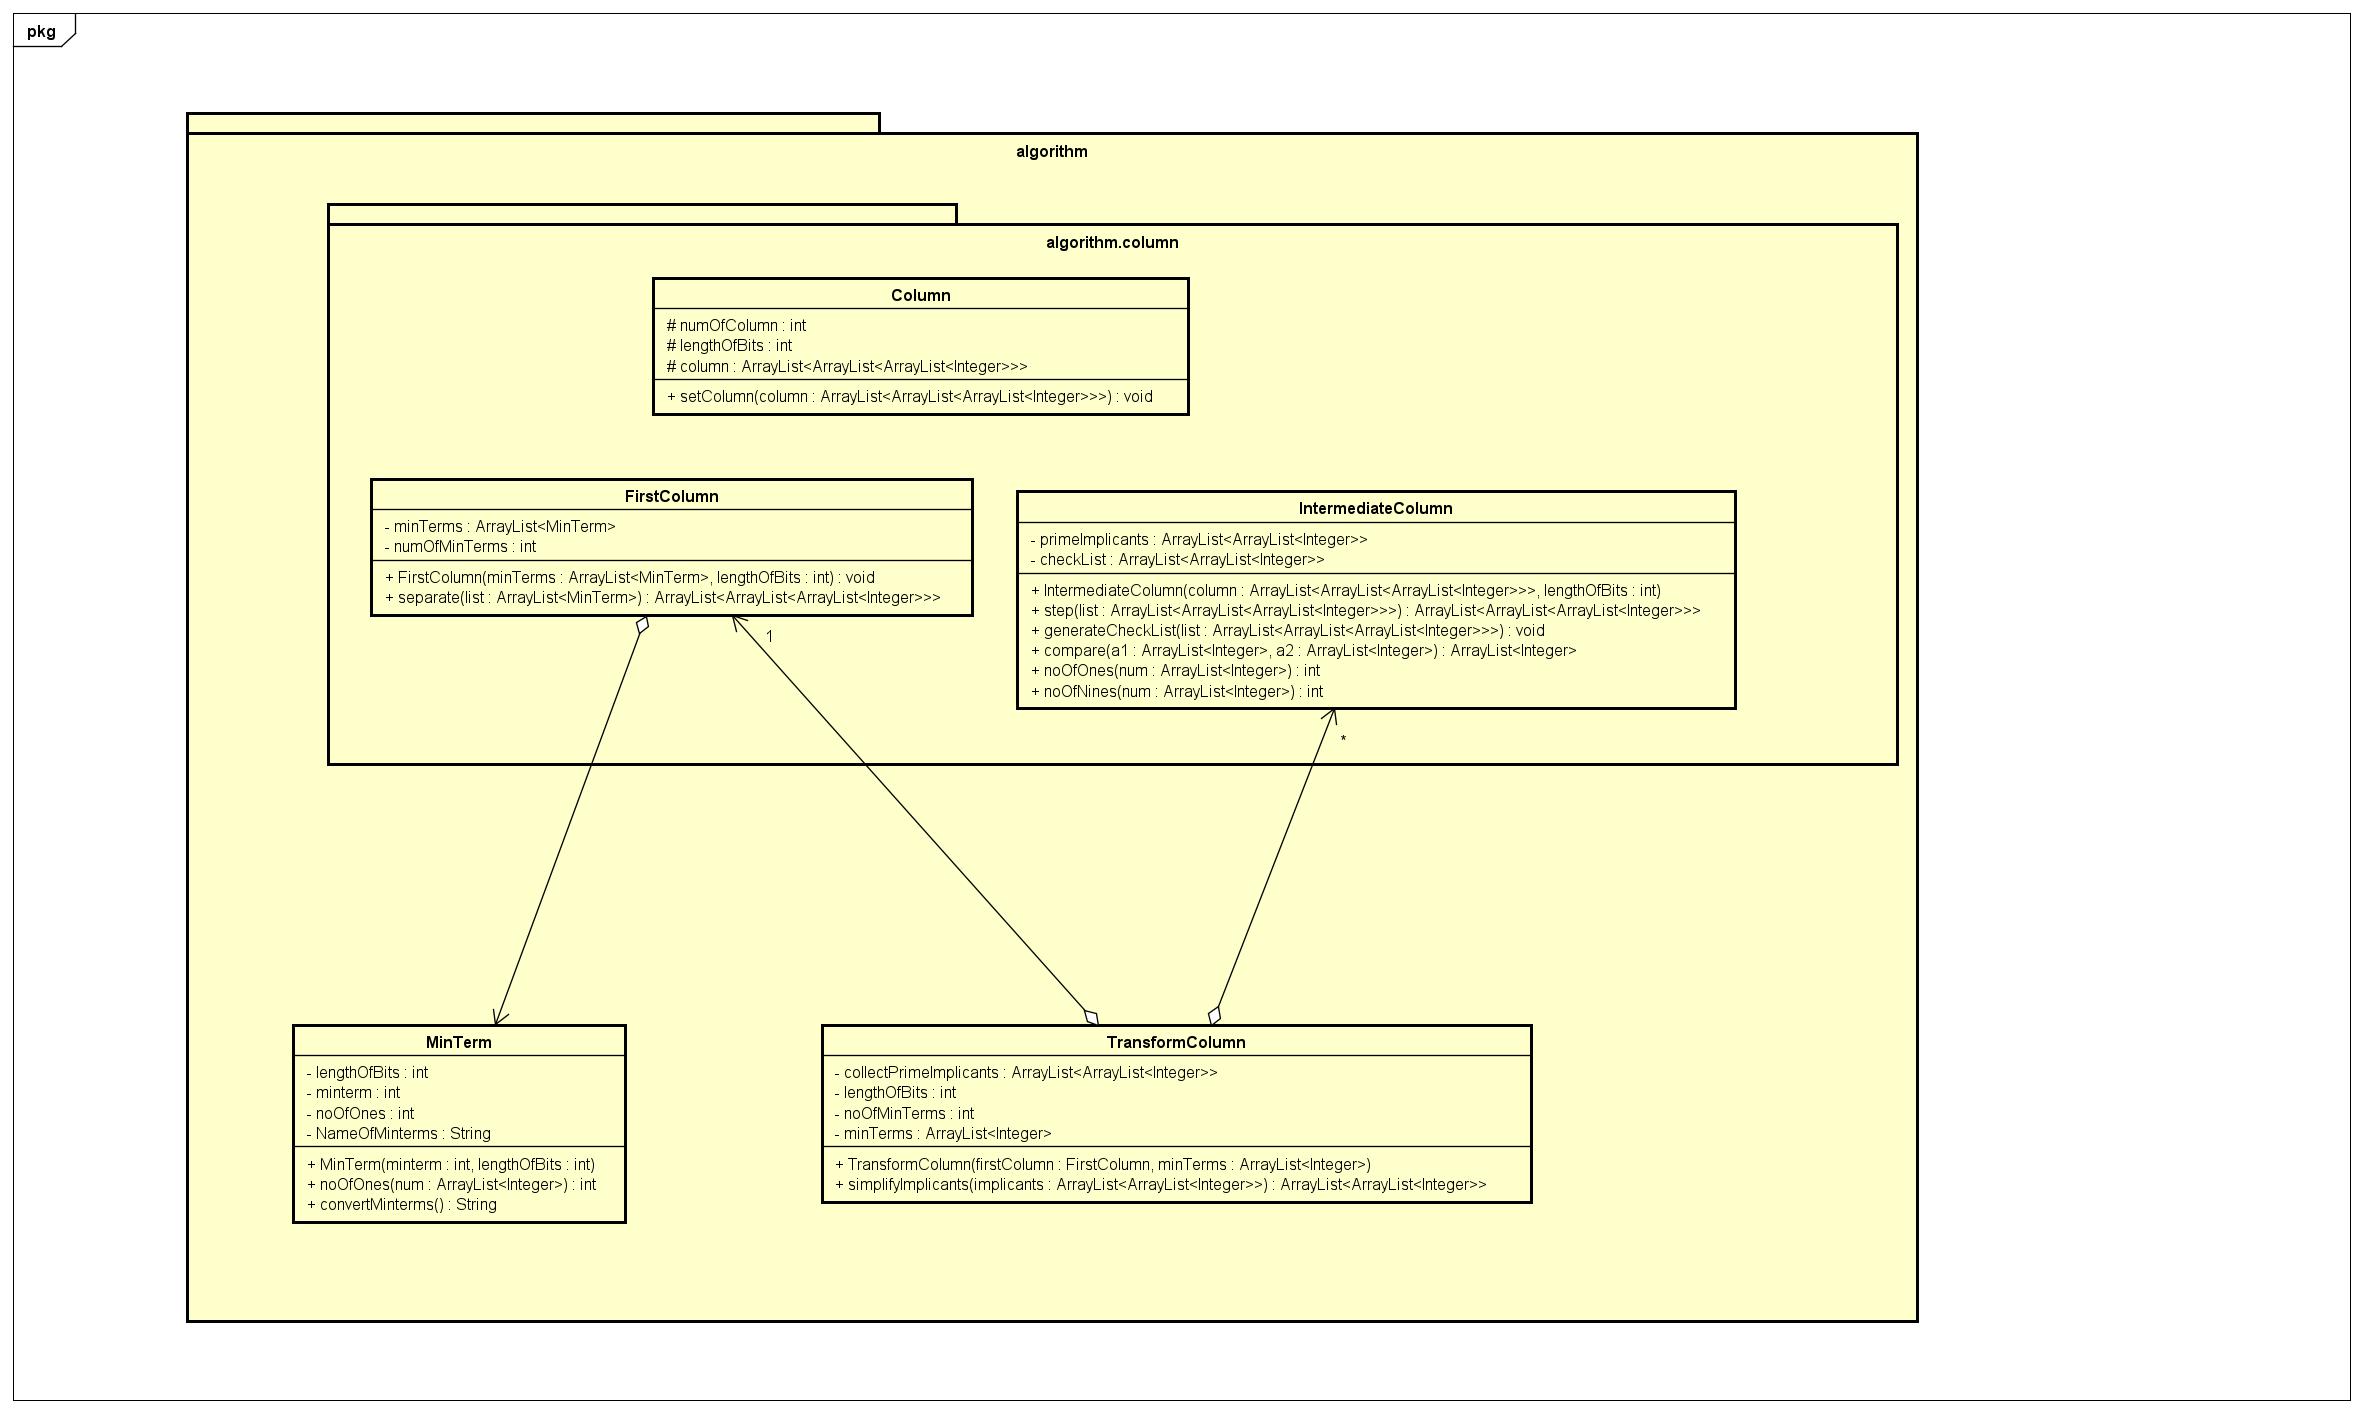 pkg
algorithm
algorithm.column
Column
# numOfColumn : int
# lengthOfBits : int
# column : ArrayList<ArrayList<ArrayList<Integer>>>
+ setColumn(column : ArrayList<ArrayList<ArrayList<Integer>>>) : void
FirstColumn
- minTerms : ArrayList<MinTerm>
- numOfMinTerms : int
+ FirstColumn(minTerms : ArrayList<MinTerm>, lengthOfBits : int) : void
+ separate(list : ArrayList<MinTerm>) : ArrayList<ArrayList<ArrayList<Integer>>>
1
IntermediateColumn
- primeImplicants : ArrayList<ArrayList<Integer>>
- checkList : ArrayList<ArrayList<Integer>>
+ IntermediateColumn(column : ArrayList<ArrayList<ArrayList<Integer>>>, lengthOfBits : int)
+ step(list : ArrayList<ArrayList<ArrayList<Integer>>>) : ArrayList<ArrayList<ArrayList<Integer>>>
+ generateCheckList(list : ArrayList<ArrayList<ArrayList<Integer>>>) : void
+ compare(a1 : ArrayList<Integer>, a2 : ArrayList<Integer>) : ArrayList<Integer>
+ noOfOnes(num : ArrayList<Integer>) : int
+ noOfNines(num : ArrayList<Integer>) : int
*
MinTerm
- lengthOfBits : int
- minterm : int
- noOfOnes : int
- NameOfMinterms : String
+ MinTerm(minterm : int, lengthOfBits : int)
+ noOfOnes(num : ArrayList<Integer>) : int
+ convertMinterms() : String
TransformColumn
- collectPrimeImplicants : ArrayList<ArrayList<Integer>>
- lengthOfBits : int
- noOfMinTerms : int
- minTerms : ArrayList<Integer>
+ TransformColumn(firstColumn : FirstColumn, minTerms : ArrayList<Integer>)
+ simplifyImplicants(implicants : ArrayList<ArrayList<Integer>>) : ArrayList<ArrayList<Integer>>